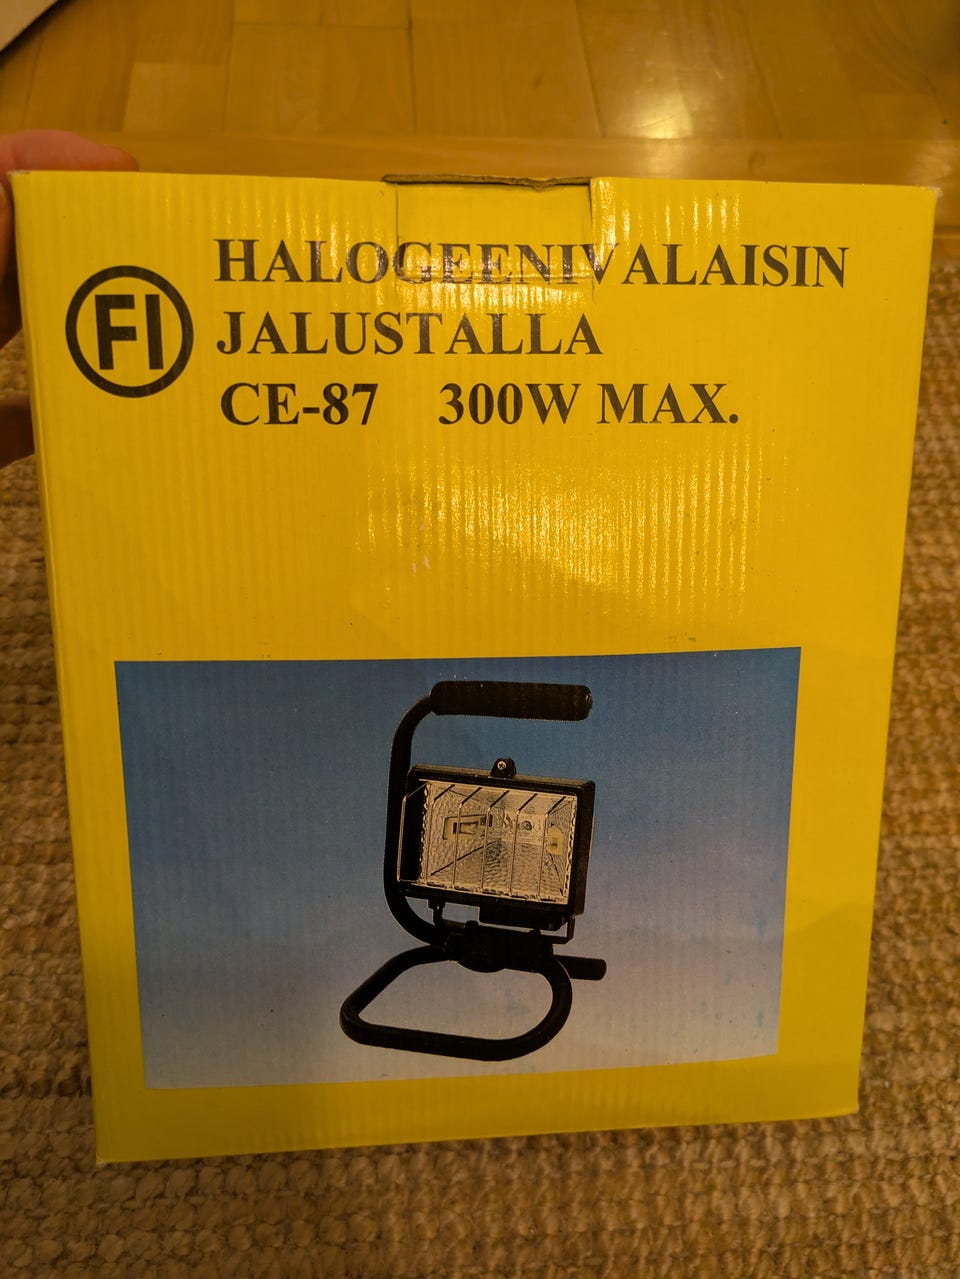 HALOGEENIVALAISIN
FI
JALUSTALLA
CE-87 300W MAX.